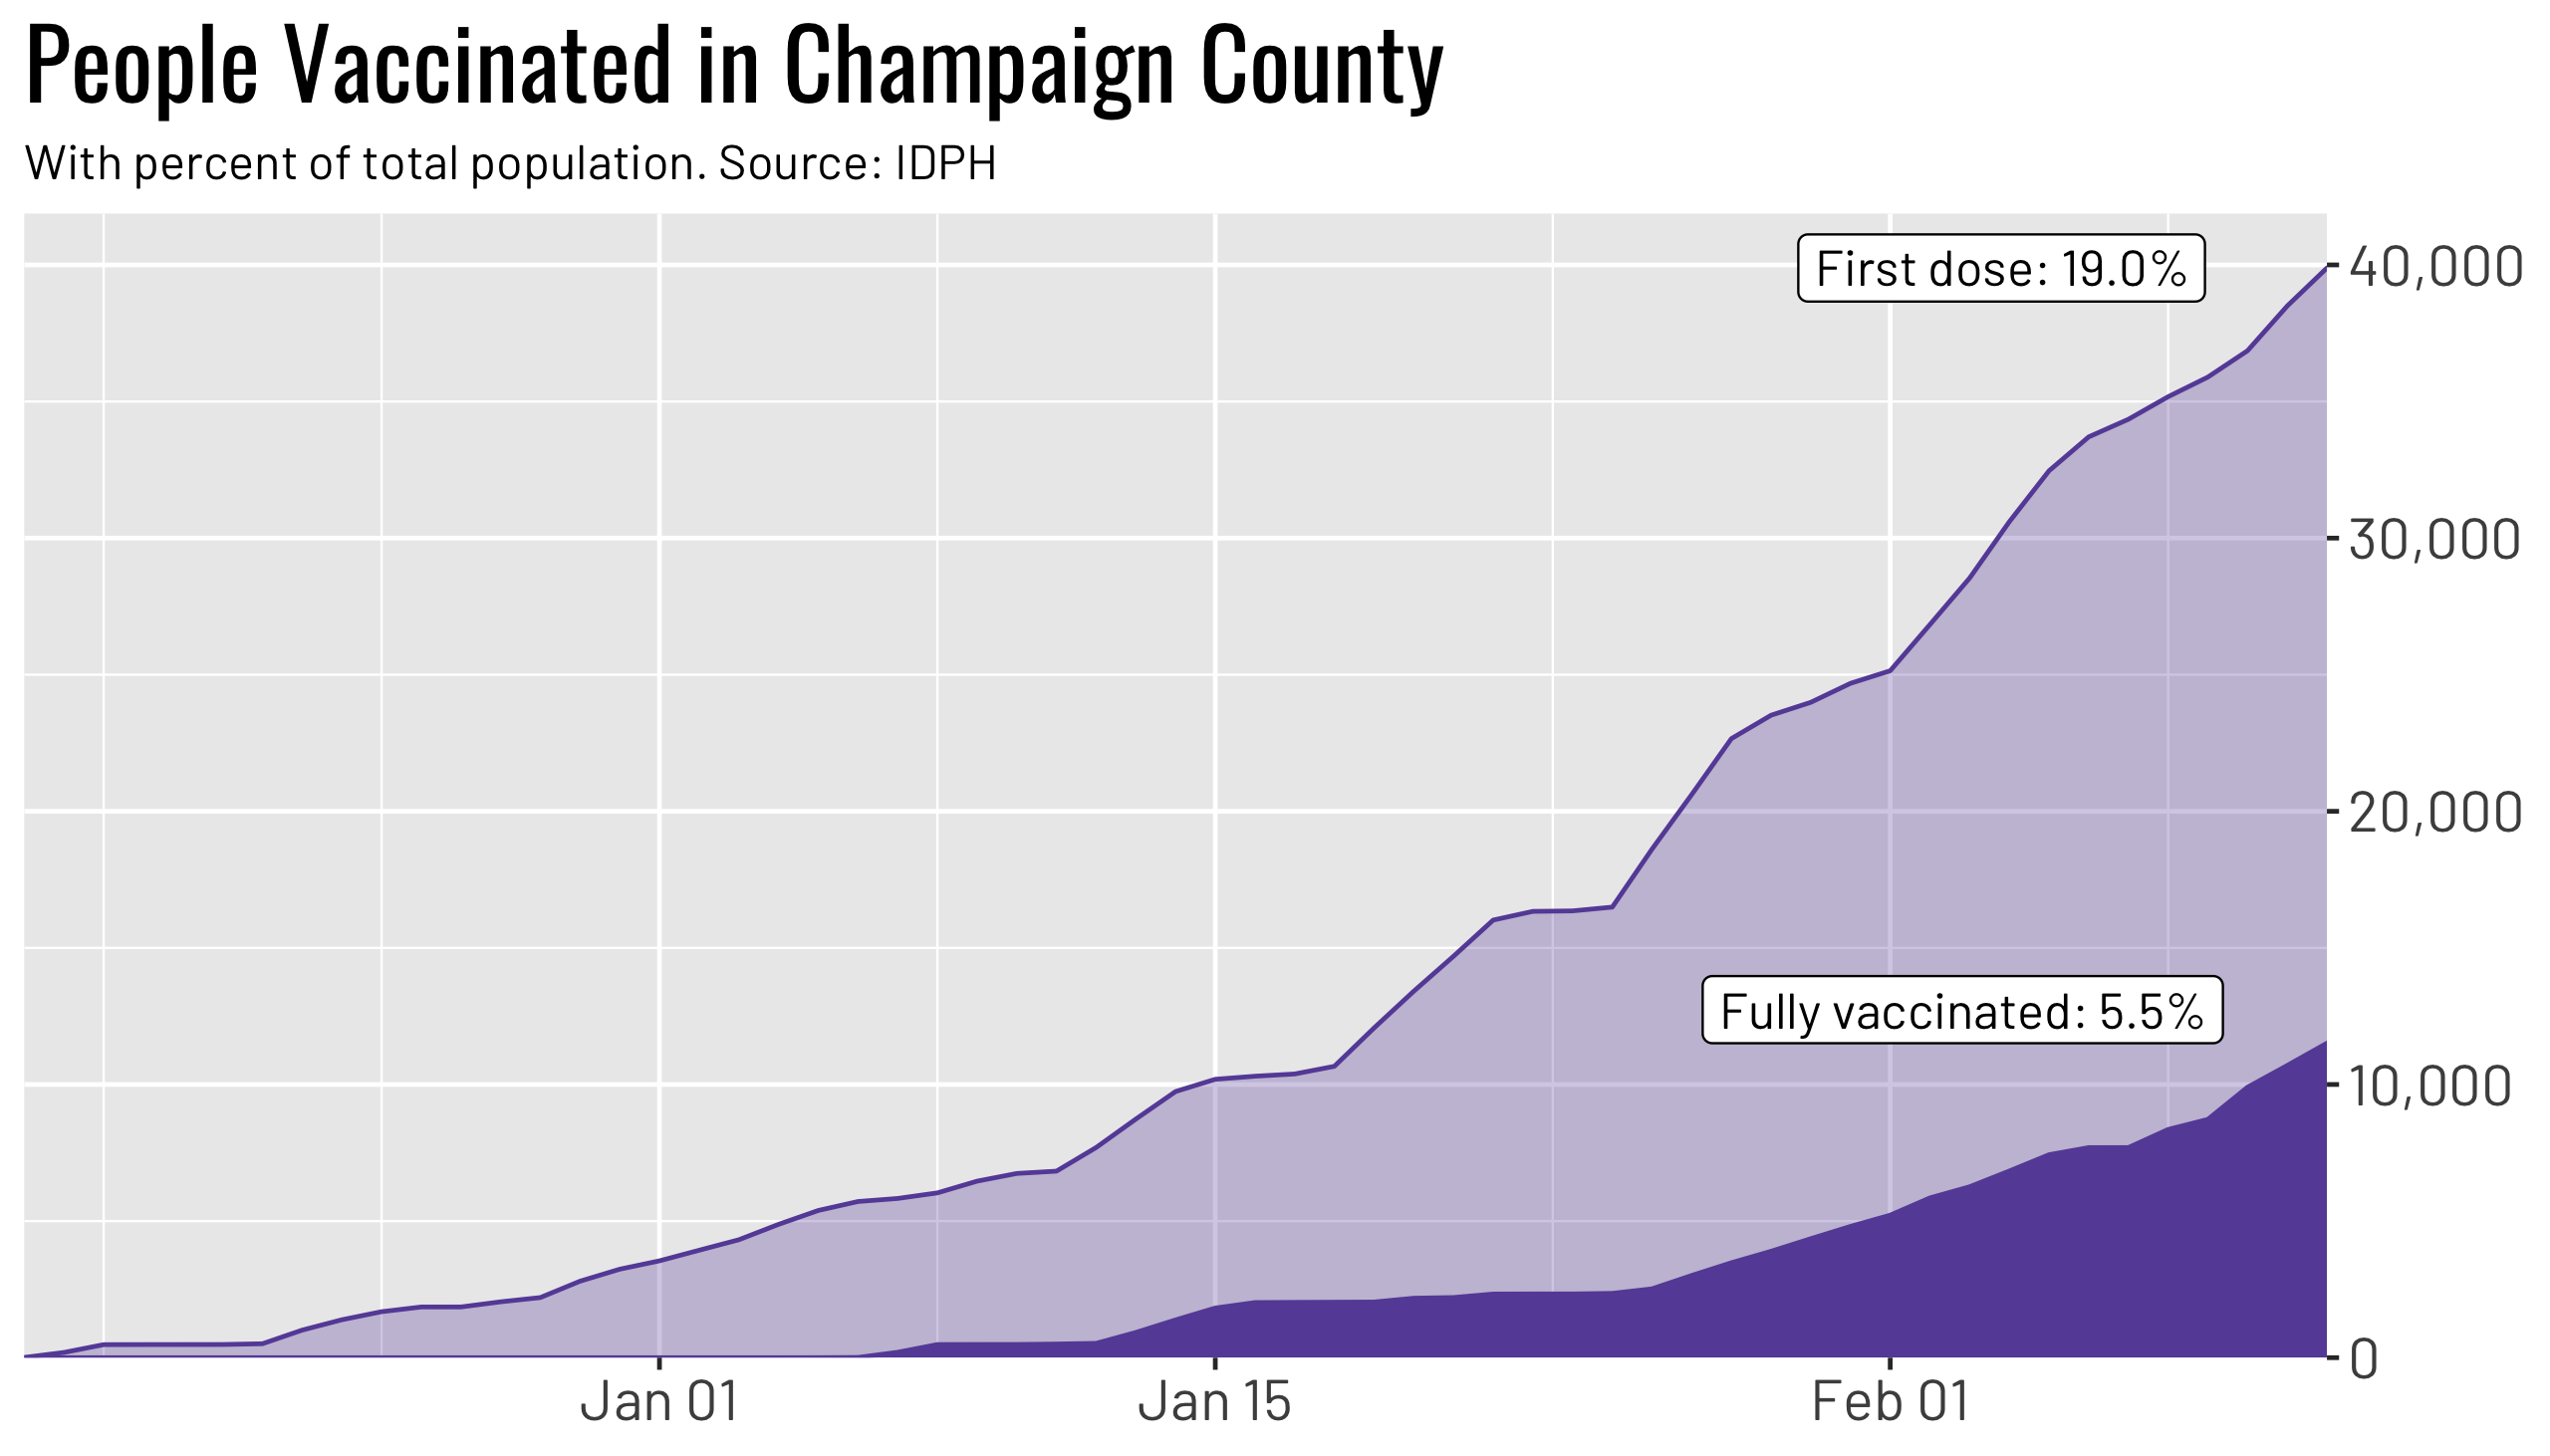 People Vaccinated in Champaign County
With percent of total population. Source: IDPH
First dose: 19.0%
40,000
30,000
20,000
Fully vaccinated: 5.5%
10,000
0
Jan 01
Jan 15
Feb 01